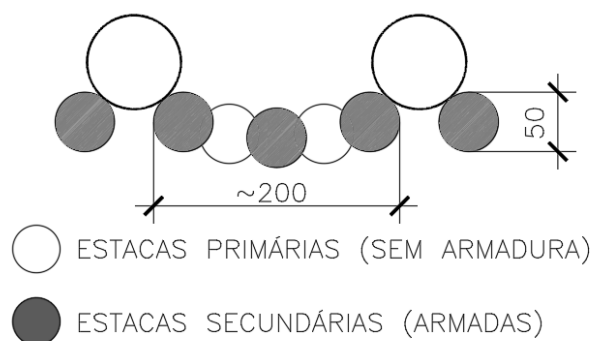 50
~200
ESTACAS PRIMÁRIAS (SEM ARMADURA)
ESTACAS SECUNDÁRIAS (ARMADAS)